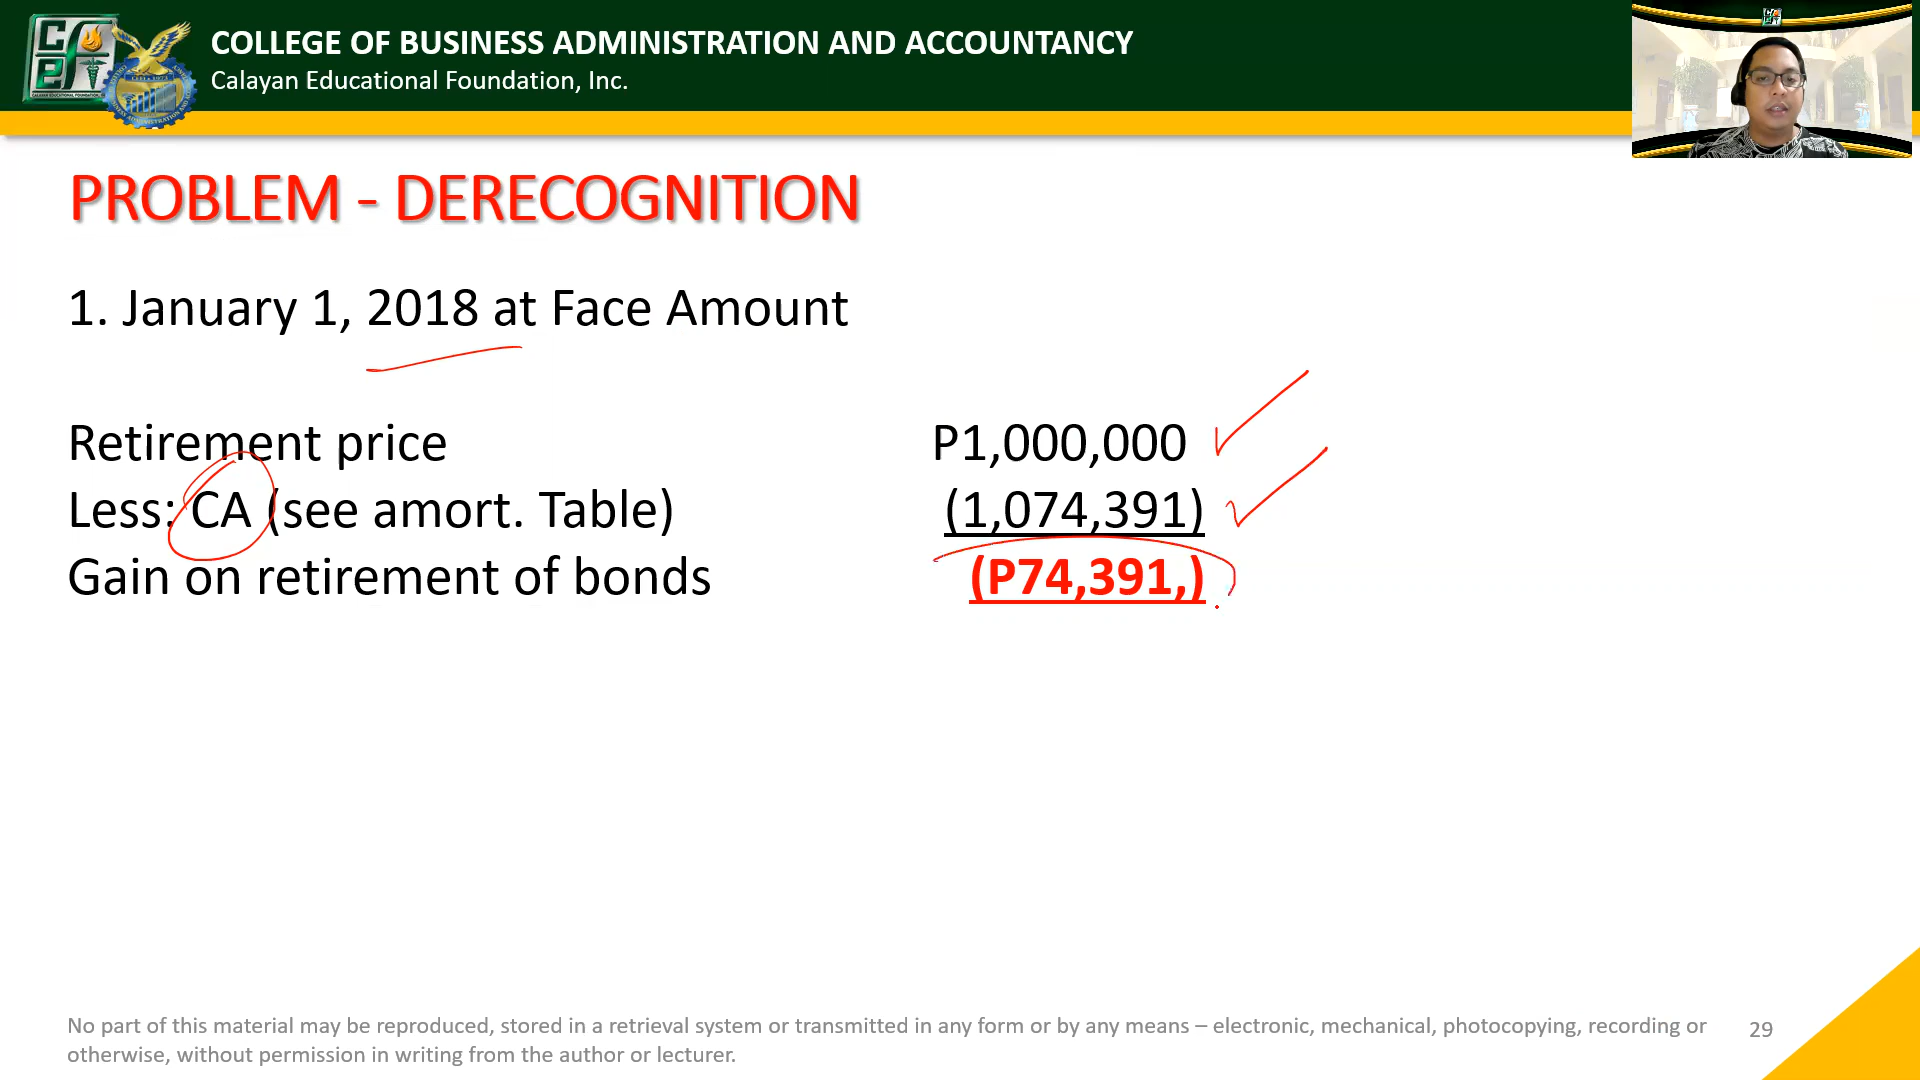 COLLEGE OF BUSINESS ADMINISTRATION AND ACCOUNTANCY
Calayan Educational Foundation, Inc.
PROBLEM - DERECOGNITION
1. January 1, 2018 at Face Amount
Retirement price P1,000,000
Less: CA (see amort. Table) (1,074,391)
Gain on retirement of bonds (P74,391,)
No part of this material may be reproduced, stored in a retrieval system or transmitted in any form or by any means – electronic, mechanical, photocopying, recording or
otherwise, without permission in writing from the author or lecturer.
29